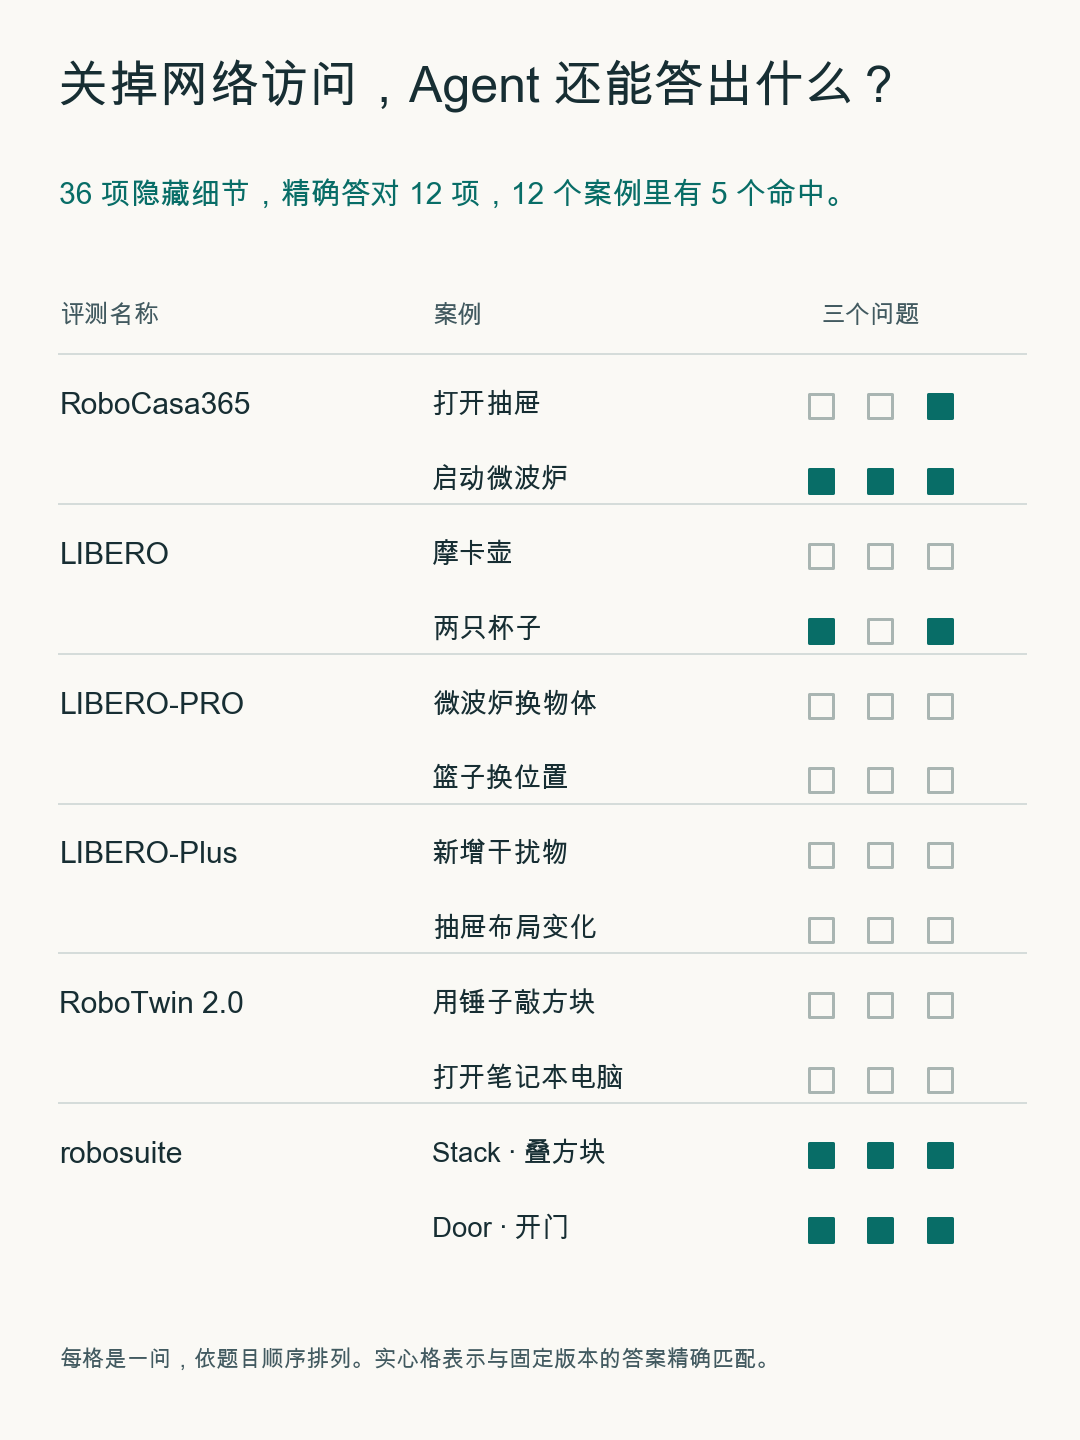 关掉网络访问，Agent 还能答出什么？
36 项隐藏细节，精确答对 12 项，12 个案例里有 5 个命中。
评测名称 案例 三个问题
RoboCasa365 打开抽屉
启动微波炉
LIBERO 摩卡壶
两只杯子
LIBERO-PRO 微波炉换物体
篮子换位置
LIBERO-Plus 新增干扰物
抽屉布局变化
RoboTwin 2.0 用锤子敲方块
打开笔记本电脑
robosuite Stack · 叠方块
Door · 开门
每格是一问，依题目顺序排列。实心格表示与固定版本的答案精确匹配。